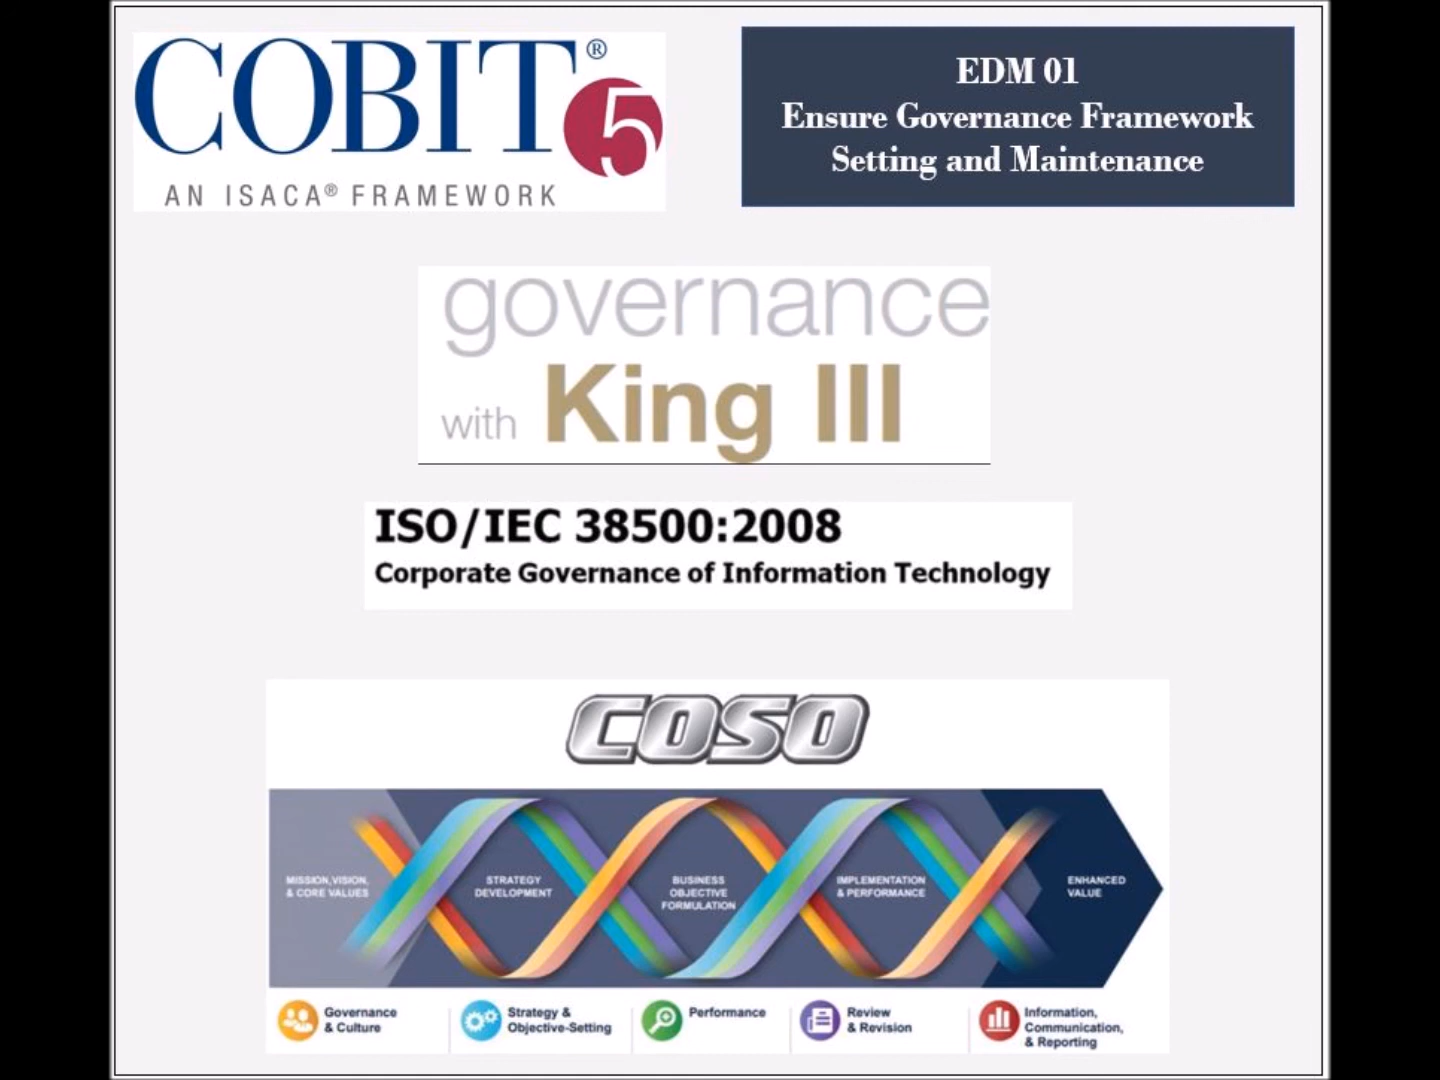 COBIT® 5
AN ISACA® FRAMEWORK
EDM 01
Ensure Governance Framework
Setting and Maintenance
governance
with King III
ISO/IEC 38500:2008
Corporate Governance of Information Technology
COSO
MISSION, VISION,
& CORE VALUES
STRATEGY
DEVELOPMENT
BUSINESS
OBJECTIVE
FORMULATION
IMPLEMENTATION
& PERFORMANCE
ENHANCED
VALUE
Governance
& Culture
Strategy &
Objective-Setting
Performance
Review
& Revision
Information,
Communication,
& Reporting